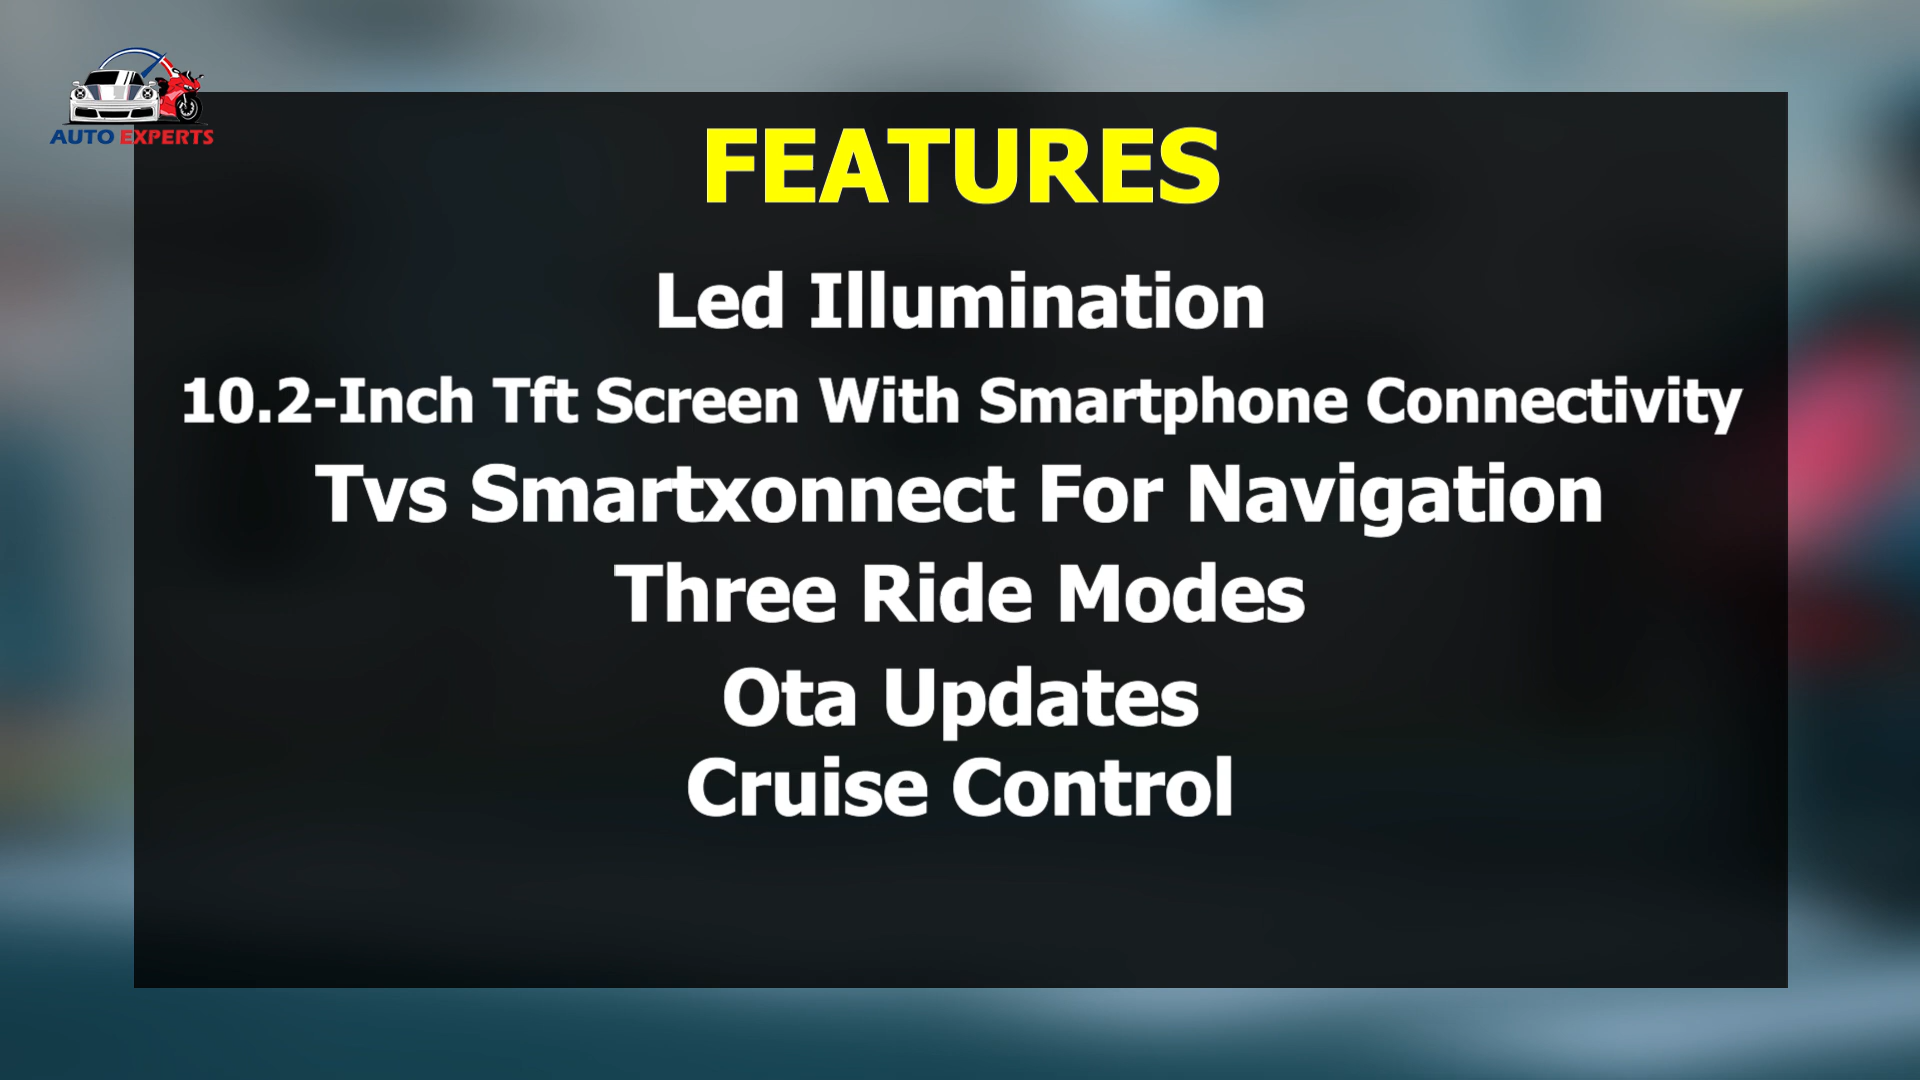 AUTO EXPERTS
FEATURES
Led Illumination
10.2-Inch Tft Screen With Smartphone Connectivity
Tvs Smartxonnect For Navigation
Three Ride Modes
Ota Updates
Cruise Control